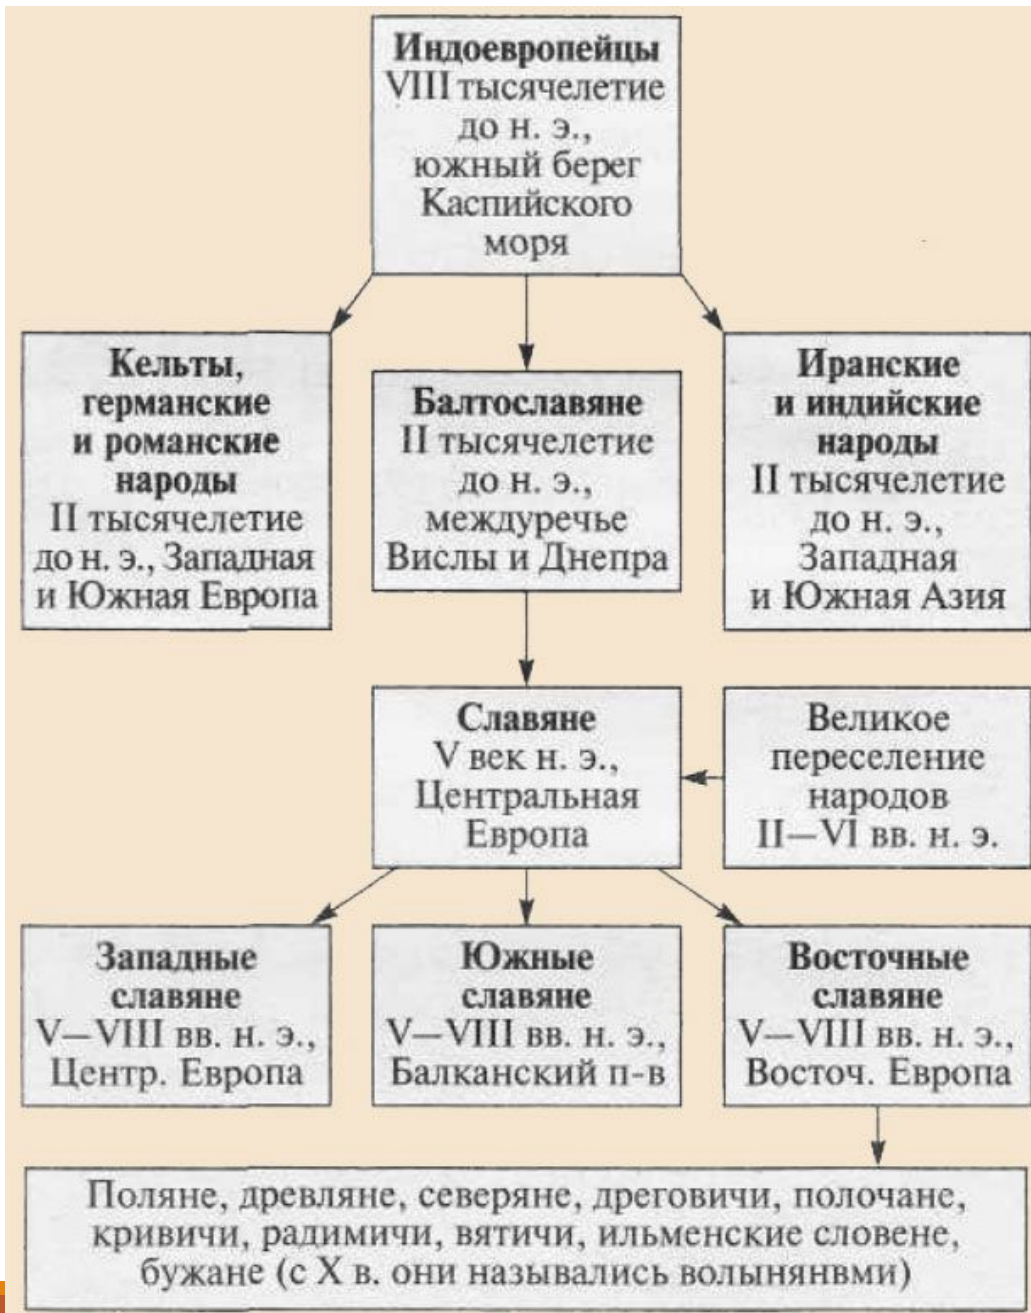 Индоевропейцы
VIII тысячелетие
до н. э.,
южный берег
Каспийского
моря
Кельты,
германские
и романские
народы
II тысячелетие
до н. э., Западная
и Южная Европа
Балтославяне
II тысячелетие
до н. э.,
междуречье
Вислы и Днепра
Иранские
и индийские
народы
II тысячелетие
до н. э.,
Западная
и Южная Азия
Славяне
V век н. э.,
Центральная
Европа
Великое
переселение
народов
II—VI вв. н. э.
Западные
славяне
V—VIII вв. н. э.,
Центр. Европа
Южные
славяне
V—VIII вв. н. э.,
Балканский п-в
Восточные
славяне
V—VIII вв. н. э.,
Восточ. Европа
Поляне, древляне, северяне, дреговичи, полочане,
кривичи, радимичи, вятичи, ильменские словене,
бужане (с X в. они назывались волынянвми)